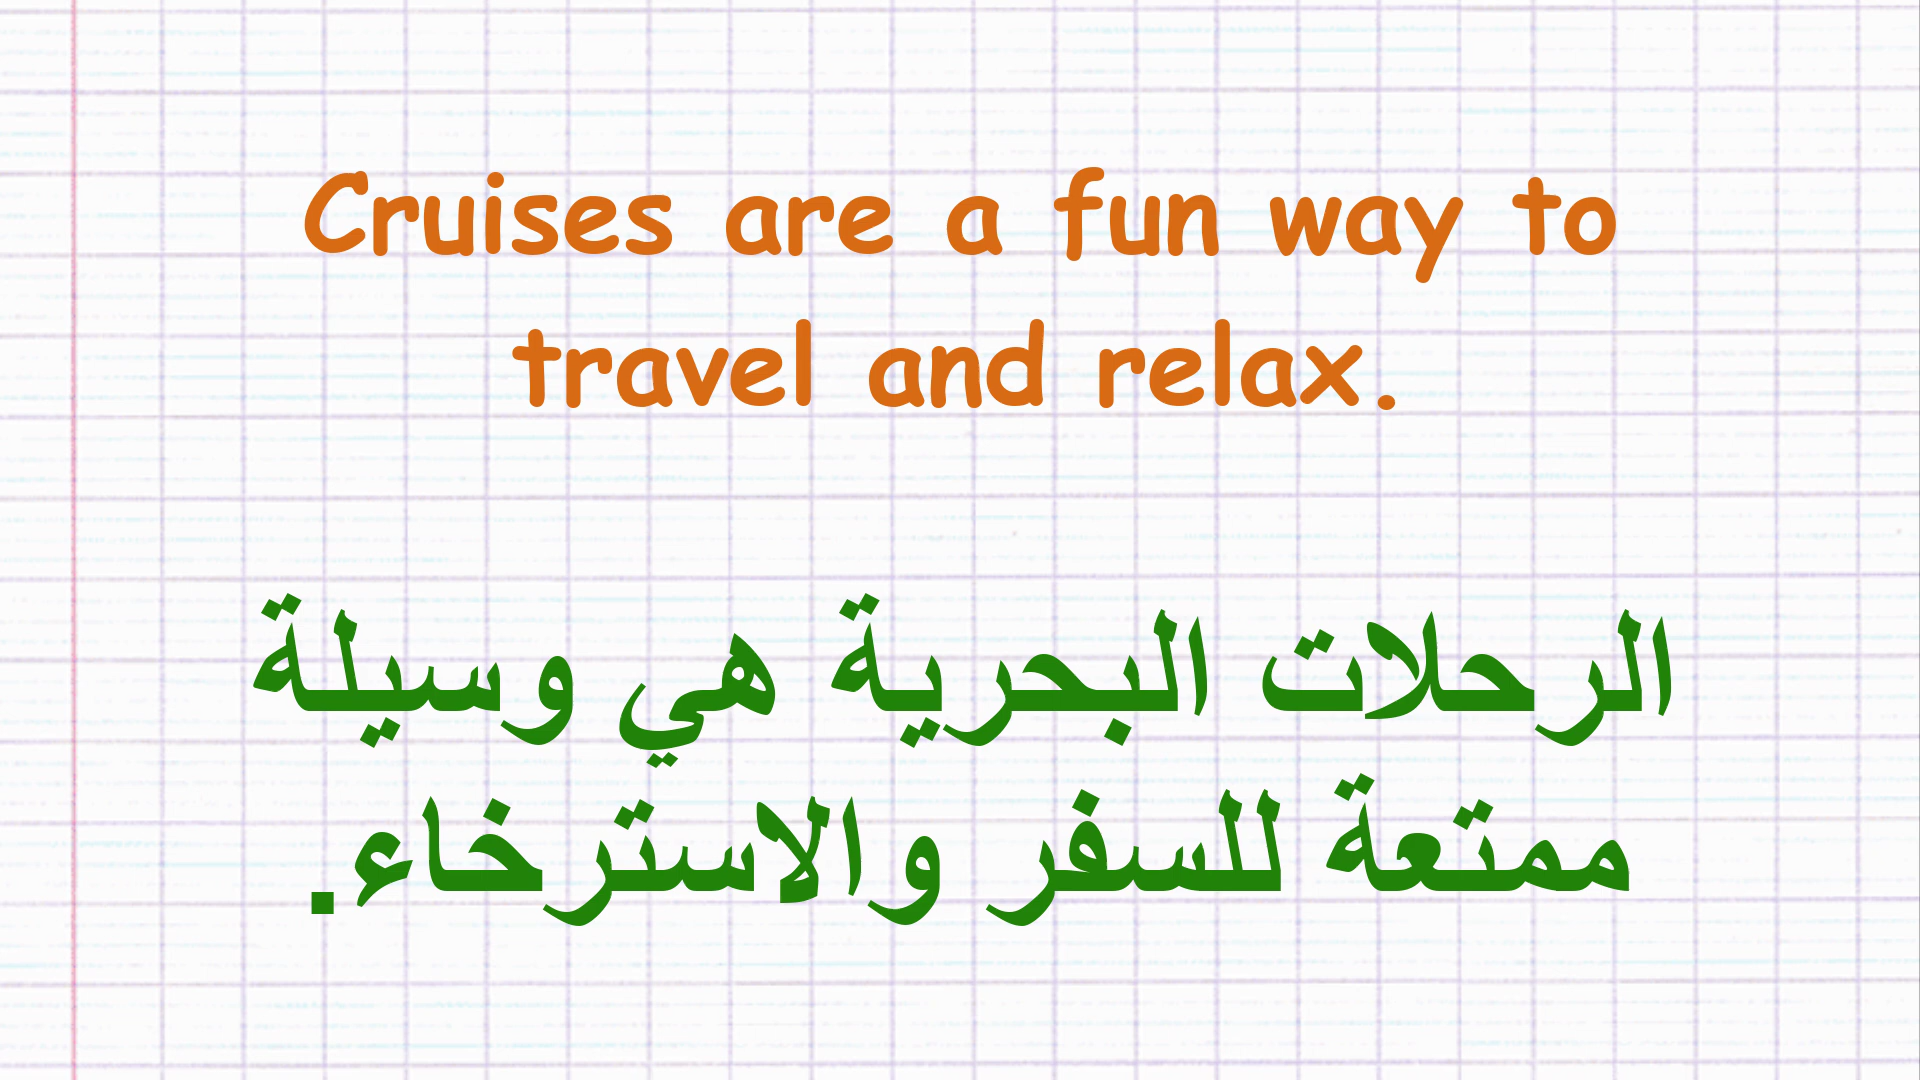 Cruises are a fun way to
travel and relax.
الرحلات البحرية هي وسيلة
ممتعة للسفر والاسترخاء.